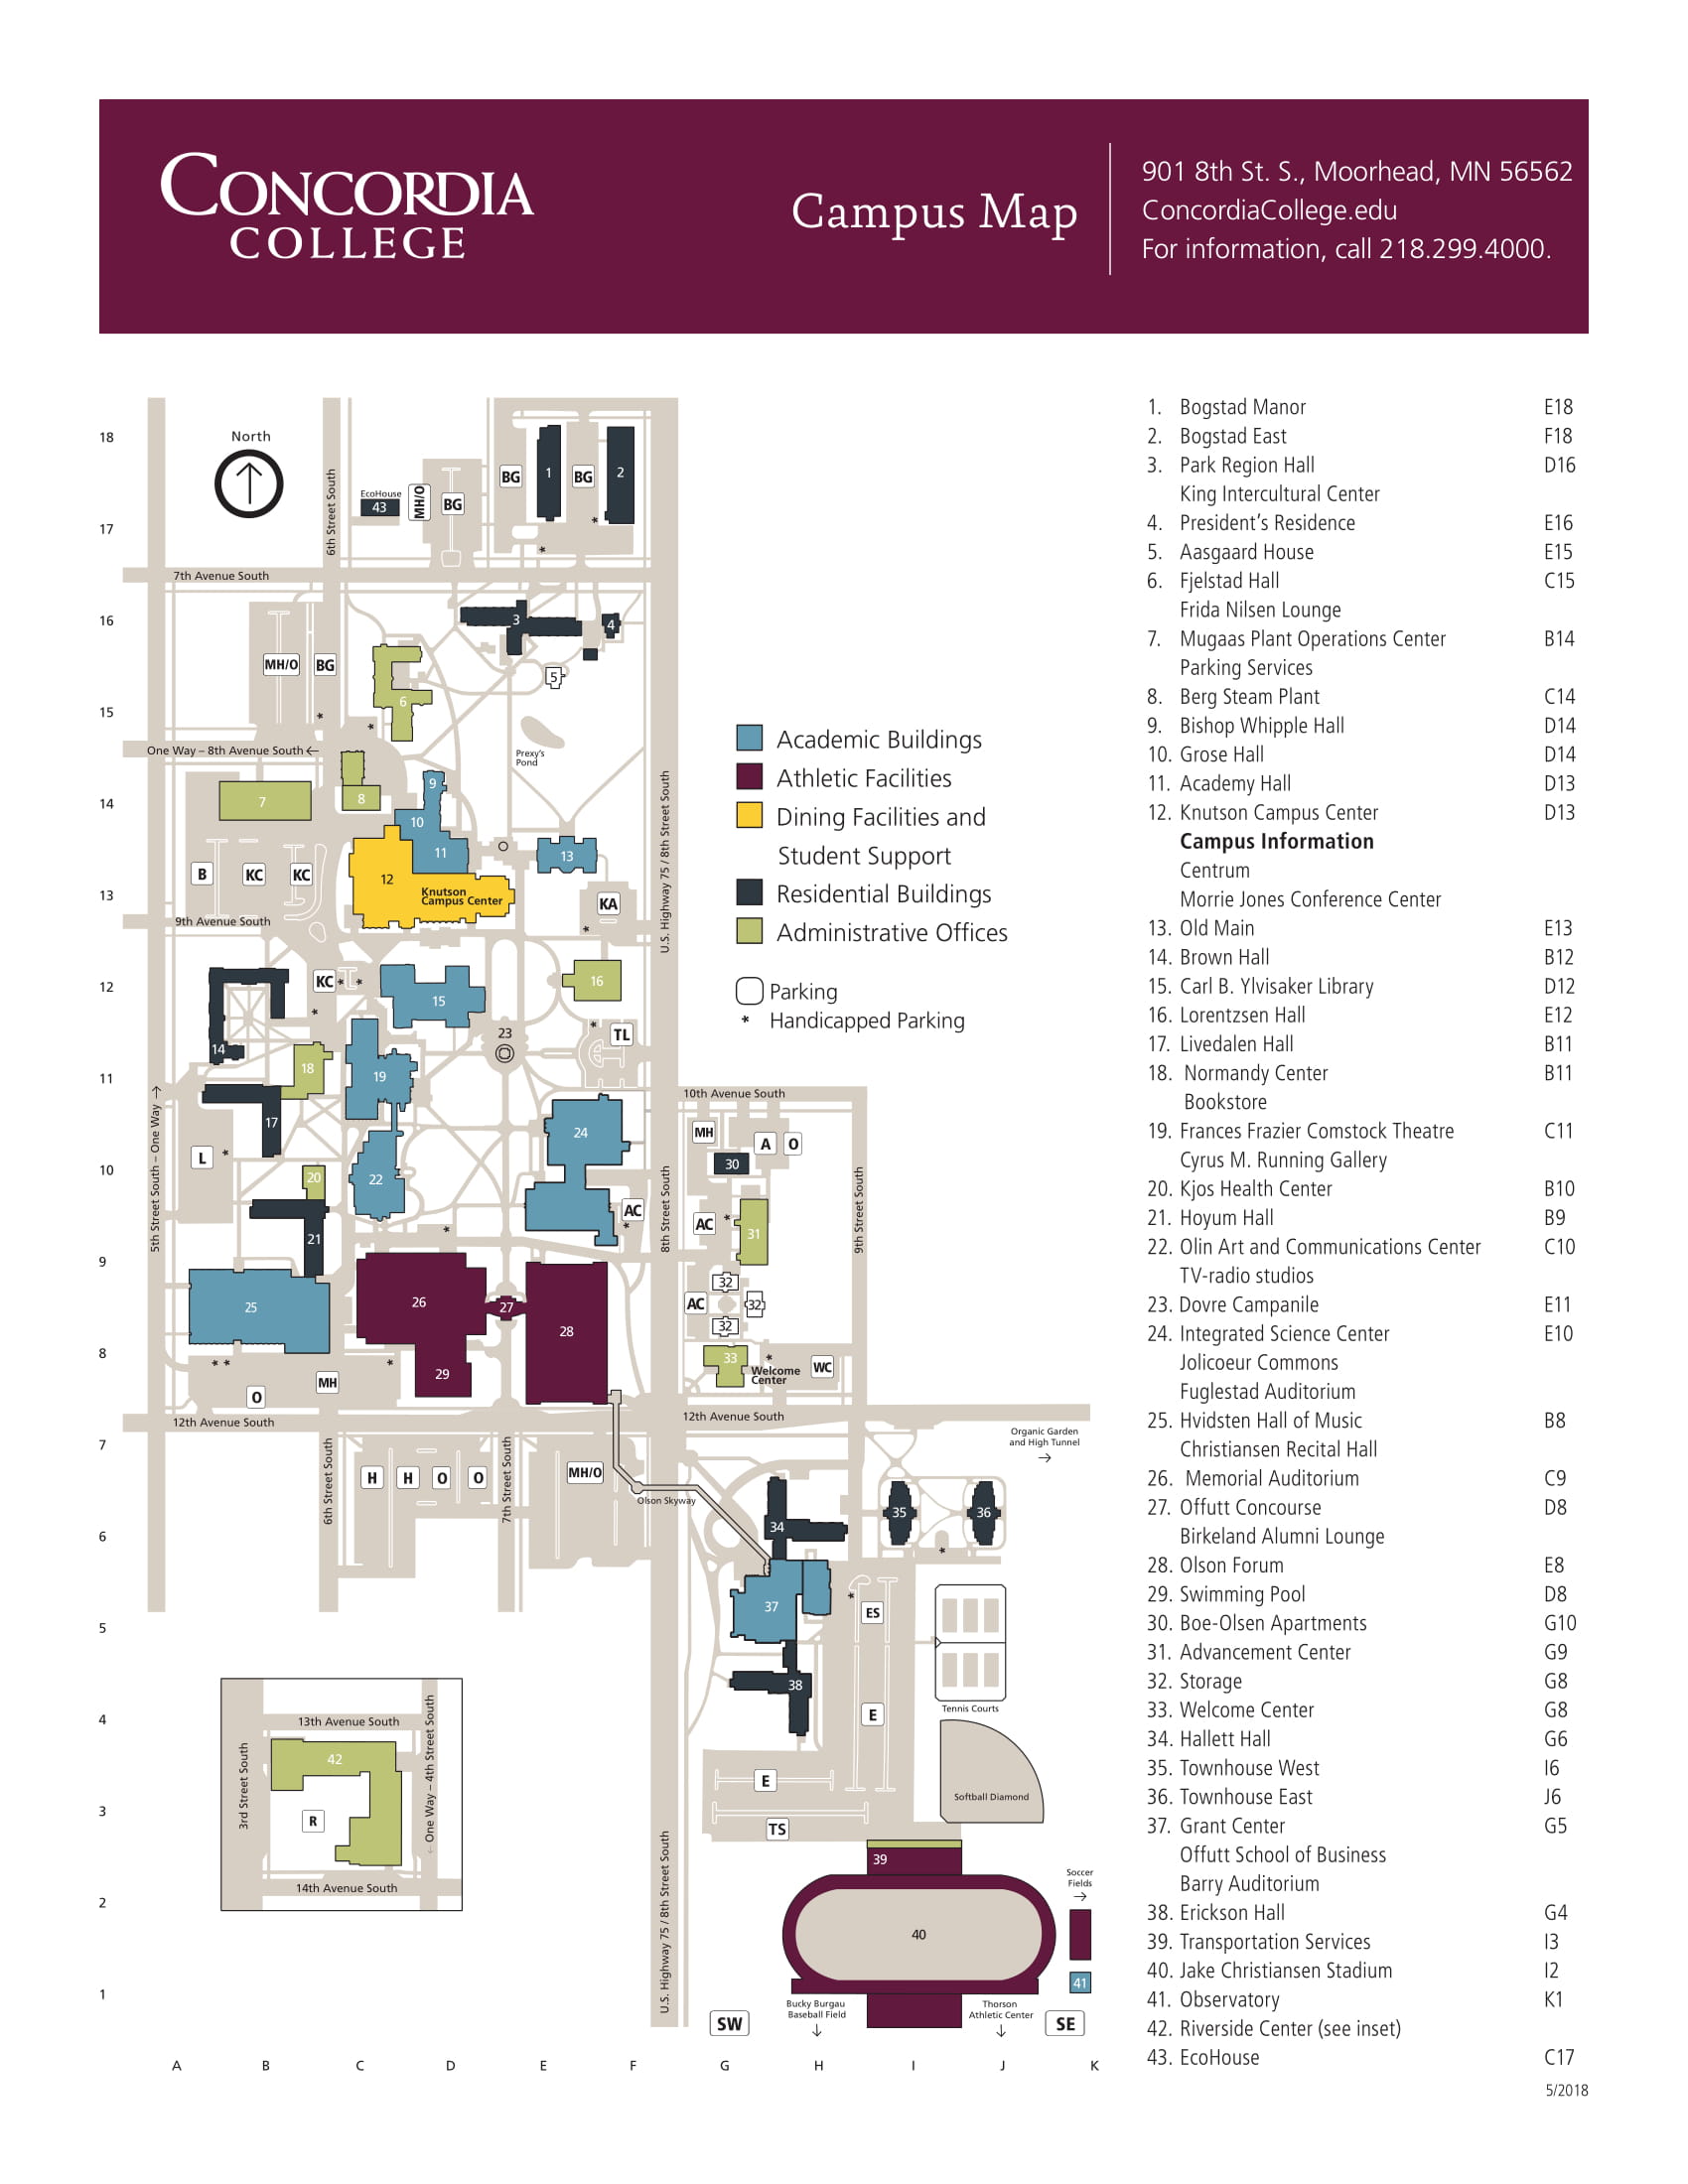 CONCORDIA
COLLEGE
Campus Map
901 8th St. S., Moorhead, MN 56562
ConcordiaCollege.edu
For information, call 218.299.4000.
North
18
17
16
15
14
13
12
11
10
9
8
7
6
5
4
3
2
1
A B C D E F G H I J K
6th Street South
EcoHouse
43
MH/O
BG
BG
1
BG
2
*
*
7th Avenue South
3
4
MH/O
BG
5
6
*
*
One Way – 8th Avenue South ←
Prexy's
Pond
7
8
9
10
11
12
Knutson
Campus Center
13
B
KC
KC
KA
*
9th Avenue South
U.S. Highway 75 / 8th Street South
KC
*
*
*
15
16
14
18
19
23
*
TL
5th Street South – One Way →
17
L
*
20
22
24
10th Avenue South
MH
A
O
30
8th Street South
9th Street South
21
*
AC
*
AC
*
31
25
26
27
28
32
32
32
AC
33
*
Welcome
Center
WC
* *
*
29
MH
O
12th Avenue South
12th Avenue South
Organic Garden
and High Tunnel
→
6th Street South
H
H
O
O
7th Street South
MH/O
Olson Skyway
34
35
36
*
37
*
ES
38
E
Tennis Courts
Softball Diamond
E
TS
39
40
Soccer
Fields
→
41
U.S. Highway 75 / 8th Street South
SW
Bucky Burgau
Baseball Field
↓
Thorson
Athletic Center
↓
SE
13th Avenue South
42
R
3rd Street South
← One Way – 4th Street South
14th Avenue South
Academic Buildings
Athletic Facilities
Dining Facilities and
Student Support
Residential Buildings
Administrative Offices
Parking
* Handicapped Parking
1. Bogstad Manor E18
2. Bogstad East F18
3. Park Region Hall D16
King Intercultural Center
4. President's Residence E16
5. Aasgaard House E15
6. Fjelstad Hall C15
Frida Nilsen Lounge
7. Mugaas Plant Operations Center B14
Parking Services
8. Berg Steam Plant C14
9. Bishop Whipple Hall D14
10. Grose Hall D14
11. Academy Hall D13
12. Knutson Campus Center D13
Campus Information
Centrum
Morrie Jones Conference Center
13. Old Main E13
14. Brown Hall B12
15. Carl B. Ylvisaker Library D12
16. Lorentzsen Hall E12
17. Livedalen Hall B11
18. Normandy Center B11
Bookstore
19. Frances Frazier Comstock Theatre C11
Cyrus M. Running Gallery
20. Kjos Health Center B10
21. Hoyum Hall B9
22. Olin Art and Communications Center C10
TV-radio studios
23. Dovre Campanile E11
24. Integrated Science Center E10
Jolicoeur Commons
Fuglestad Auditorium
25. Hvidsten Hall of Music B8
Christiansen Recital Hall
26. Memorial Auditorium C9
27. Offutt Concourse D8
Birkeland Alumni Lounge
28. Olson Forum E8
29. Swimming Pool D8
30. Boe-Olsen Apartments G10
31. Advancement Center G9
32. Storage G8
33. Welcome Center G8
34. Hallett Hall G6
35. Townhouse West I6
36. Townhouse East J6
37. Grant Center G5
Offutt School of Business
Barry Auditorium
38. Erickson Hall G4
39. Transportation Services I3
40. Jake Christiansen Stadium I2
41. Observatory K1
42. Riverside Center (see inset)
43. EcoHouse C17
5/2018